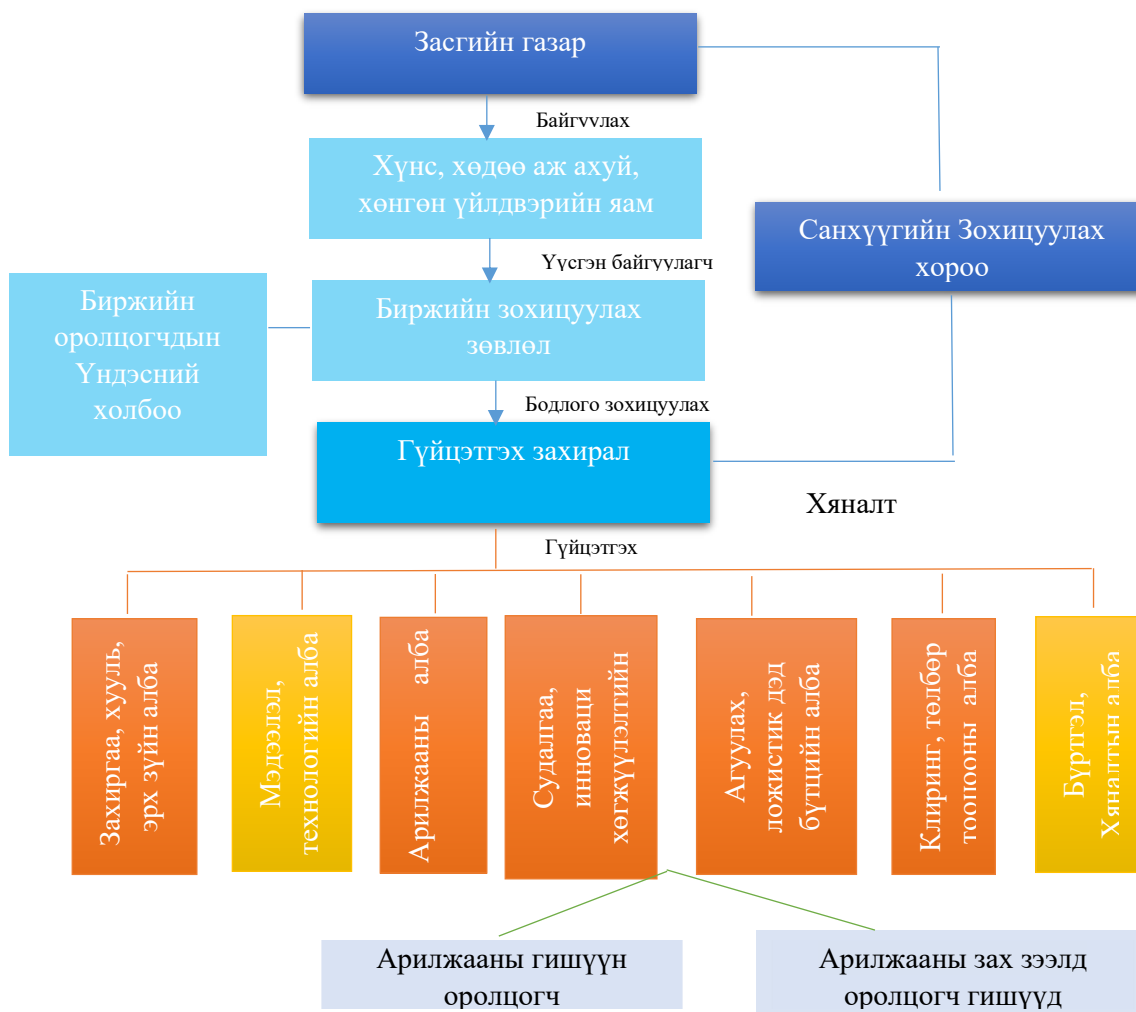 Засгийн газар
Байгуулах
Хүнс, хөдөө аж ахуй,
хөнгөн үйлдвэрийн яам
Санхүүгийн Зохицуулах
хороо
Үүсгэн байгуулагч
Биржийн
оролцогчдын
Үндэсний
холбоо
Биржийн зохицуулах
зөвлөл
Бодлого зохицуулах
Гүйцэтгэх захирал
Хяналт
Гүйцэтгэх
Захиргаа, хууль,
эрх зүйн алба
Мэдээлэл,
технологийн алба
Арилжааны алба
Судалгаа,
инноваци
хөгжүүлэлтийн
Агуулах,
ложистик дэд
бүтцийн алба
Клиринг, төлбөр
тооцооны алба
Бүртгэл,
Хяналтын алба
Арилжааны гишүүн
оролцогч
Арилжааны зах зээлд
оролцогч гишүүд